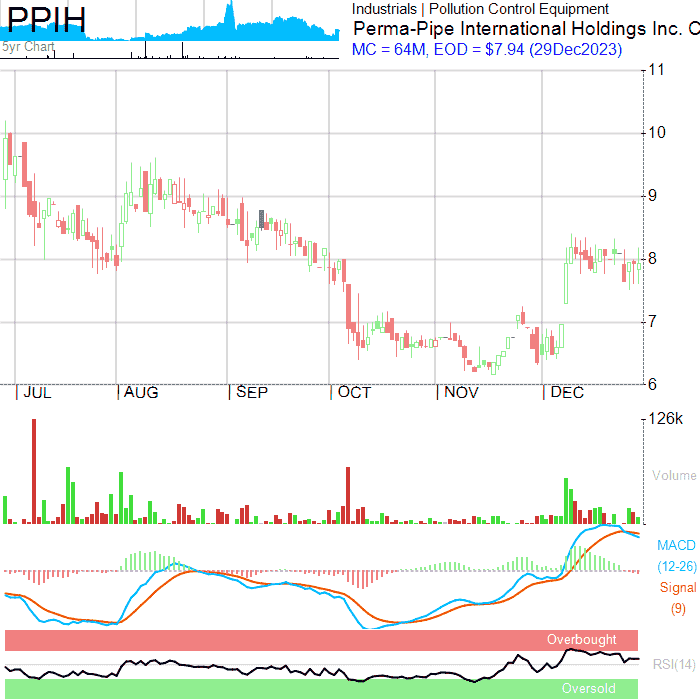 PPIH
5yr Chart
Industrials | Pollution Control Equipment
Perma-Pipe International Holdings Inc. C
MC = 64M, EOD = $7.94 (29Dec2023)
11
10
9
8
7
6
JUL AUG SEP OCT NOV DEC
126k
Volume
MACD
(12-26)
Signal
(9)
Overbought
RSI(14)
Oversold